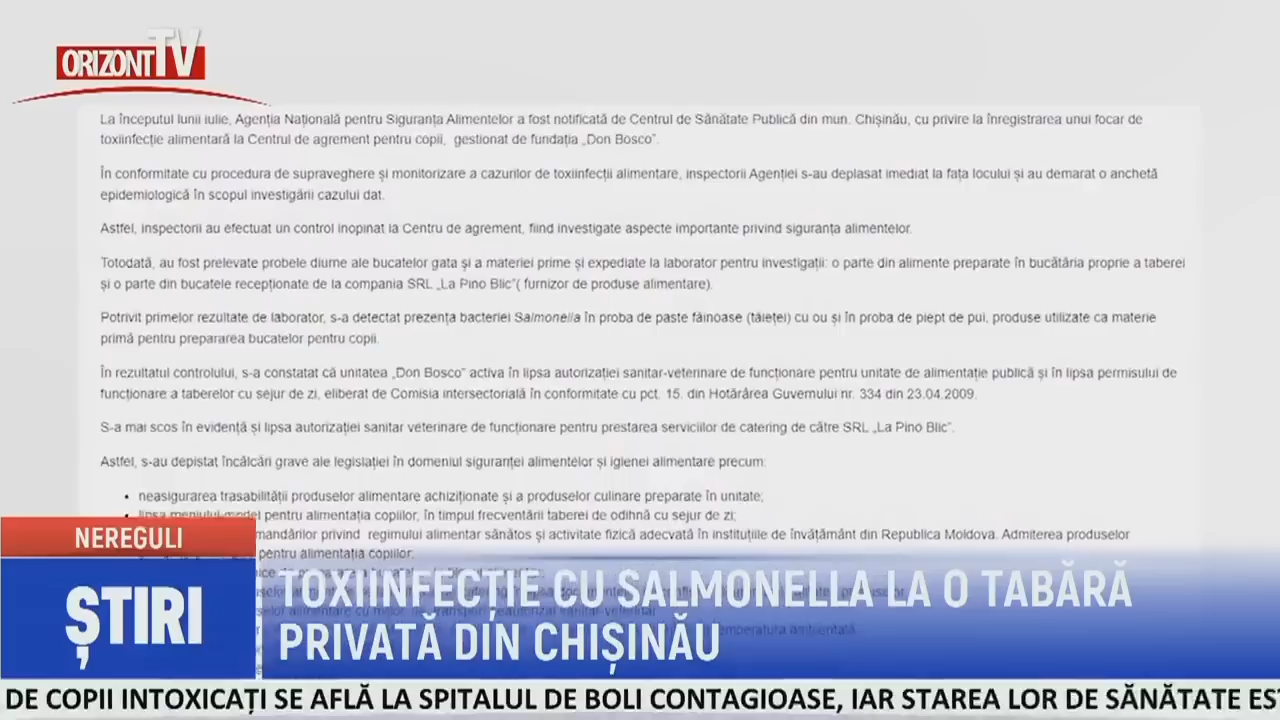 ORIZONT TV
La începutul lunii iulie, Agenția Națională pentru Siguranța Alimentelor a fost notificată de Centrul de Sănătate Publică din mun. Chișinău, cu privire la înregistrarea unui focar de
toxiinfecție alimentară la Centrul de agrement pentru copii, gestionat de fundația „Don Bosco”.
În conformitate cu procedura de supraveghere și monitorizare a cazurilor de toxiinfecții alimentare, inspectorii Agenției s-au deplasat imediat la fața locului și au demarat o anchetă
epidemiologică în scopul investigării cazului dat.
Astfel, inspectorii au efectuat un control inopinat la Centru de agrement, fiind investigate aspecte importante privind siguranța alimentelor.
Totodată, au fost prelevate probele diurne ale bucatelor gata și a materiei prime și expediate la laborator pentru investigații: o parte din alimente preparate în bucătăria proprie a taberei
și o parte din bucatele recepționate de la compania SRL „La Pino Blic”( furnizor de produse alimentare).
Potrivit primelor rezultate de laborator, s-a detectat prezența bacteriei Salmonella în proba de paste făinoase (tăieței) cu ou și în proba de piept de pui, produse utilizate ca materie
primă pentru prepararea bucatelor pentru copii.
În rezultatul controlului, s-a constatat că unitatea „Don Bosco” activa în lipsa autorizației sanitar-veterinare de funcționare pentru unitate de alimentație publică și în lipsa permisului de
funcționare a taberelor cu sejur de zi, eliberat de Comisia intersectorială în conformitate cu pct. 15. din Hotărârea Guvernului nr. 334 din 23.04.2009.
S-a mai scos în evidență și lipsa autorizației sanitar veterinare de funcționare pentru prestarea serviciilor de catering de către SRL „La Pino Blic”.
Astfel, s-au depistat încălcări grave ale legislației în domeniul siguranței alimentelor și igienei alimentare precum:
• neasigurarea trasabilității produselor alimentare achiziționate și a produselor culinare preparate în unitate;
• lipsa meniului-model pentru alimentația copiilor, în timpul frecventării taberei de odihnă cu sejur de zi;
mandărilor privind regimului alimentar sănătos și activitate fizică adecvată în instituțiile de învățământ din Republica Moldova. Admiterea produselor
pentru alimentația copiilor;
temperatura ambientală
NEREGULI
ȘTIRI
TOXIINFECȚIE CU SALMONELLA LA O TABĂRĂ
PRIVATĂ DIN CHIȘINĂU
DE COPII INTOXICAȚI SE AFLĂ LA SPITALUL DE BOLI CONTAGIOASE, IAR STAREA LOR DE SĂNĂTATE ES